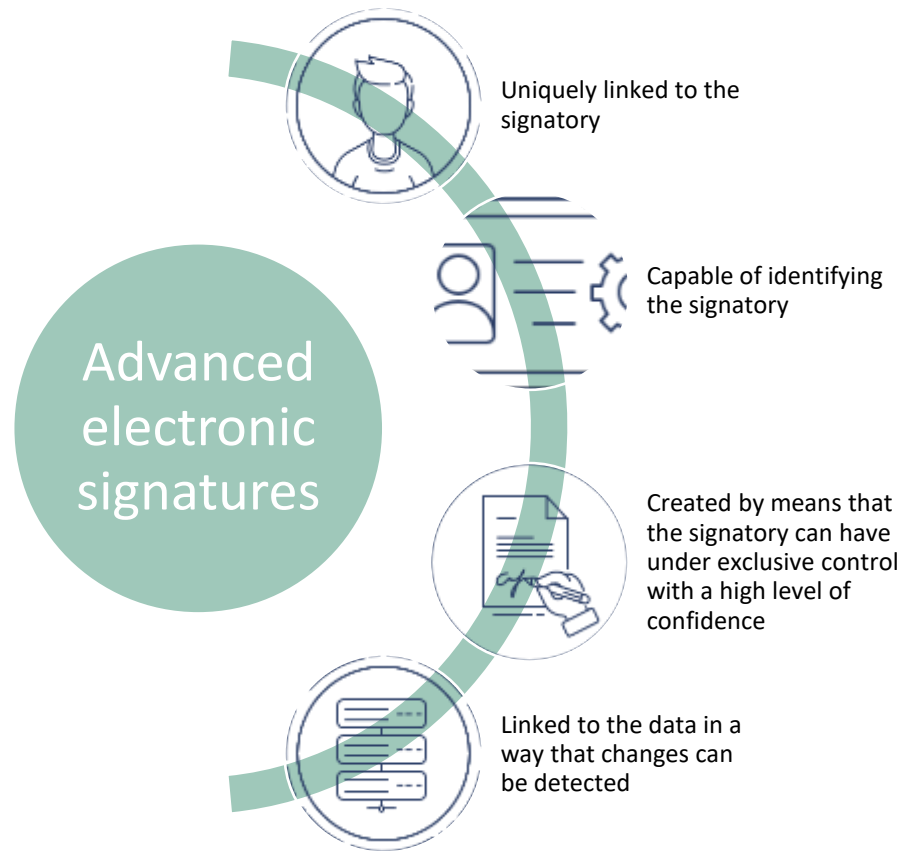 Uniquely linked to the
signatory
Capable of identifying
the signatory
Advanced
electronic
signatures
Created by means that
the signatory can have
under exclusive control
with a high level of
confidence
Linked to the data in a
way that changes can
be detected